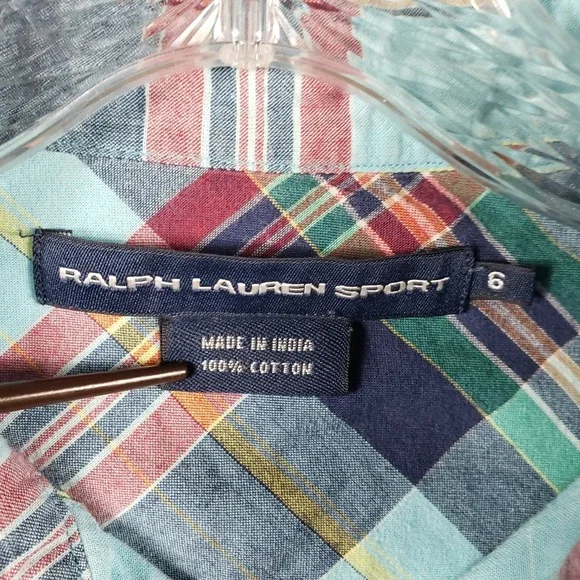 RALPH LAUREN SPORT 6
MADE IN INDIA
100% COTTON